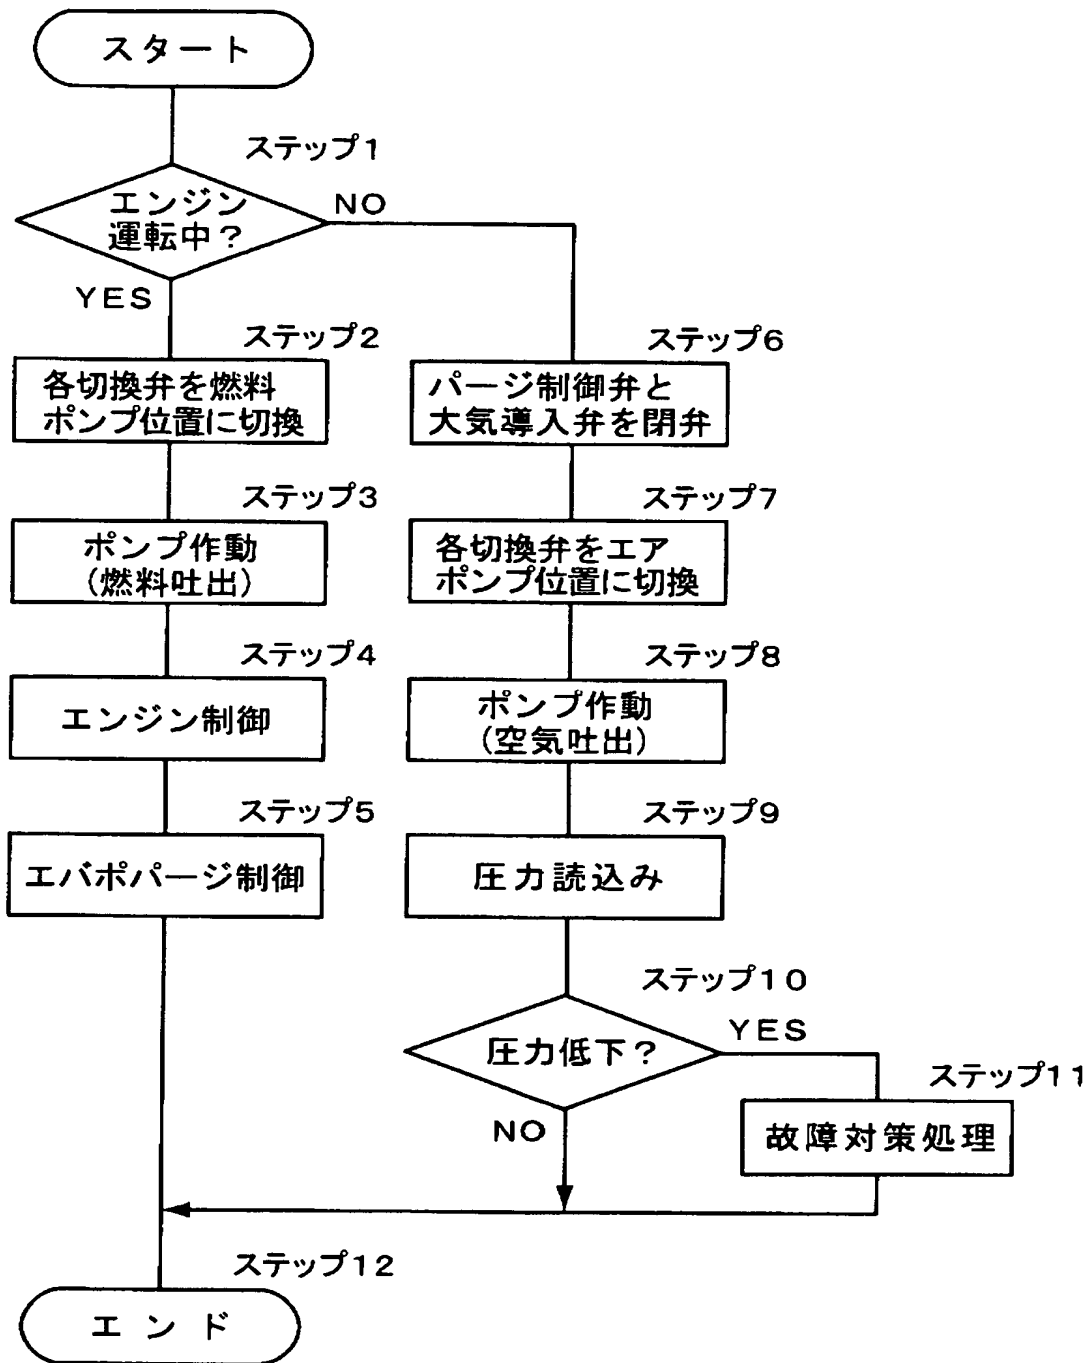 スタート
ステップ1
エンジン
運転中？
NO
YES
ステップ2
各切換弁を燃料
ポンプ位置に切換
ステップ3
ポンプ作動
(燃料吐出)
ステップ4
エンジン制御
ステップ5
エバポパージ制御
ステップ6
パージ制御弁と
大気導入弁を閉弁
ステップ7
各切換弁をエア
ポンプ位置に切換
ステップ8
ポンプ作動
(空気吐出)
ステップ9
圧力読込み
ステップ10
圧力低下？
YES
NO
ステップ11
故障対策処理
ステップ12
エンド